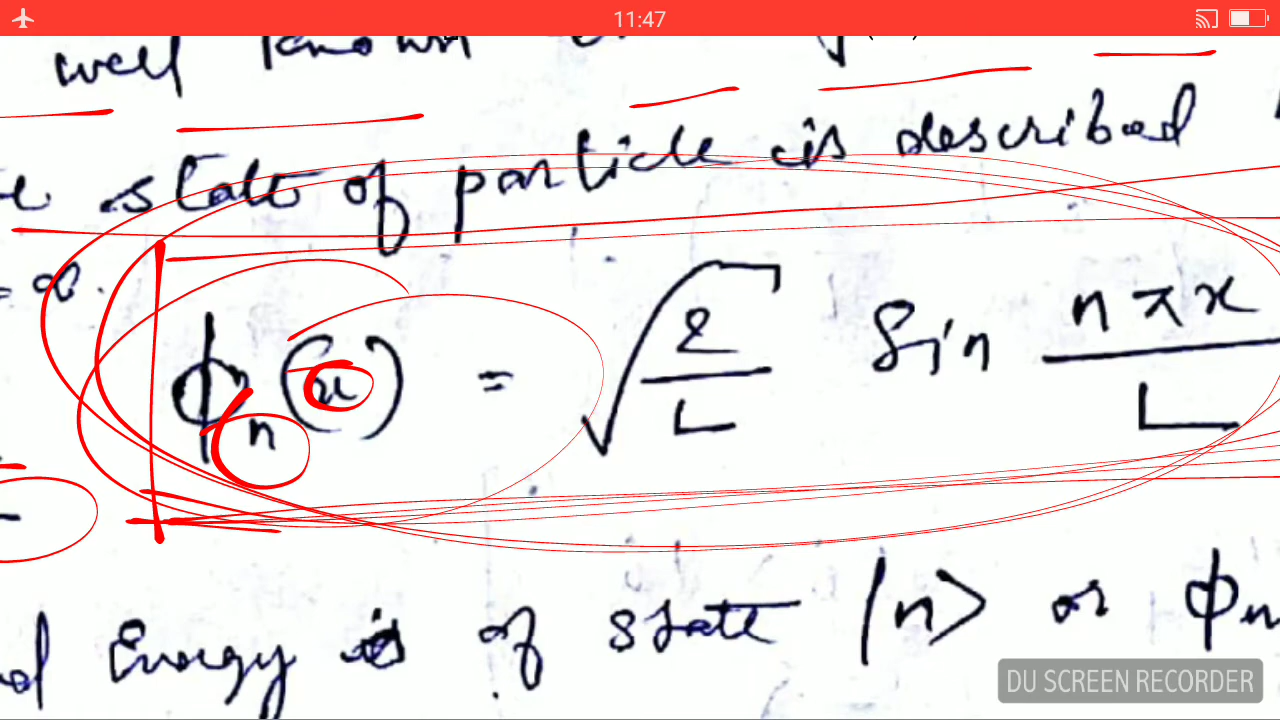 11:47
well known
state of particle is described
= ∞.
ϕₙ(x) = √(2/L) Sin nπx/L
Energy is of state |n> or ϕₙ
DU SCREEN RECORDER